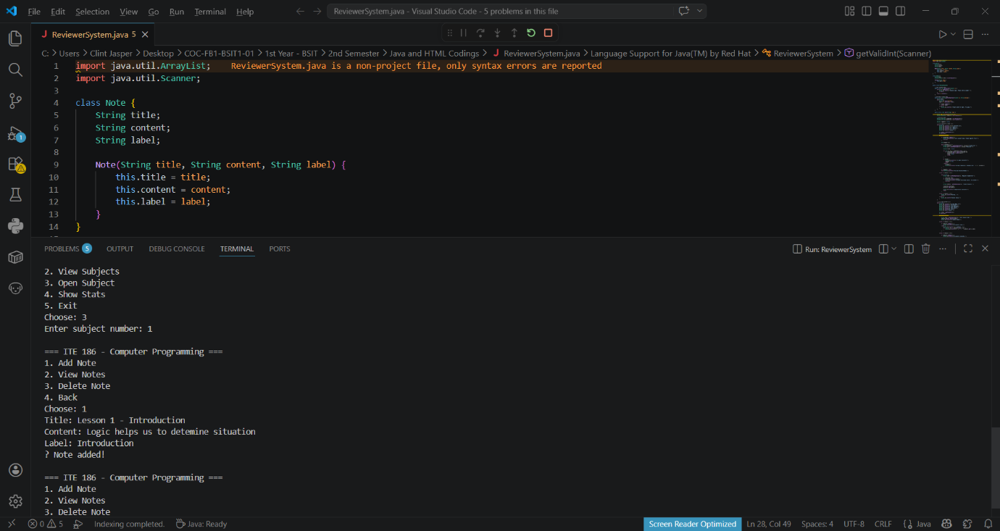 File Edit Selection View Go Run Terminal Help
ReviewerSystem.java - Visual Studio Code - 5 problems in this file
ReviewerSystem.java 5
C: > Users > Clint Jasper > Desktop > COC-FB1-BSIT1-01 > 1st Year - BSIT > 2nd Semester > Java and HTML Codings > ReviewerSystem.java > Language Support for Java(TM) by Red Hat > ReviewerSystem > getValidInt(Scanner)
1 import java.util.ArrayList; ReviewerSystem.java is a non-project file, only syntax errors are reported
2 import java.util.Scanner;
3
4 class Note {
5 String title;
6 String content;
7 String label;
8
9 Note(String title, String content, String label) {
10 this.title = title;
11 this.content = content;
12 this.label = label;
13 }
14 }
PROBLEMS 5 OUTPUT DEBUG CONSOLE TERMINAL PORTS
Run: ReviewerSystem
2. View Subjects
3. Open Subject
4. Show Stats
5. Exit
Choose: 3
Enter subject number: 1
=== ITE 186 - Computer Programming ===
1. Add Note
2. View Notes
3. Delete Note
4. Back
Choose: 1
Title: Lesson 1 - Introduction
Content: Logic helps us to detemine situation
Label: Introduction
? Note added!
=== ITE 186 - Computer Programming ===
1. Add Note
2. View Notes
3. Delete Note
0 5 Indexing completed. Java: Ready
Screen Reader Optimized Ln 28, Col 49 Spaces: 4 UTF-8 CRLF {} Java